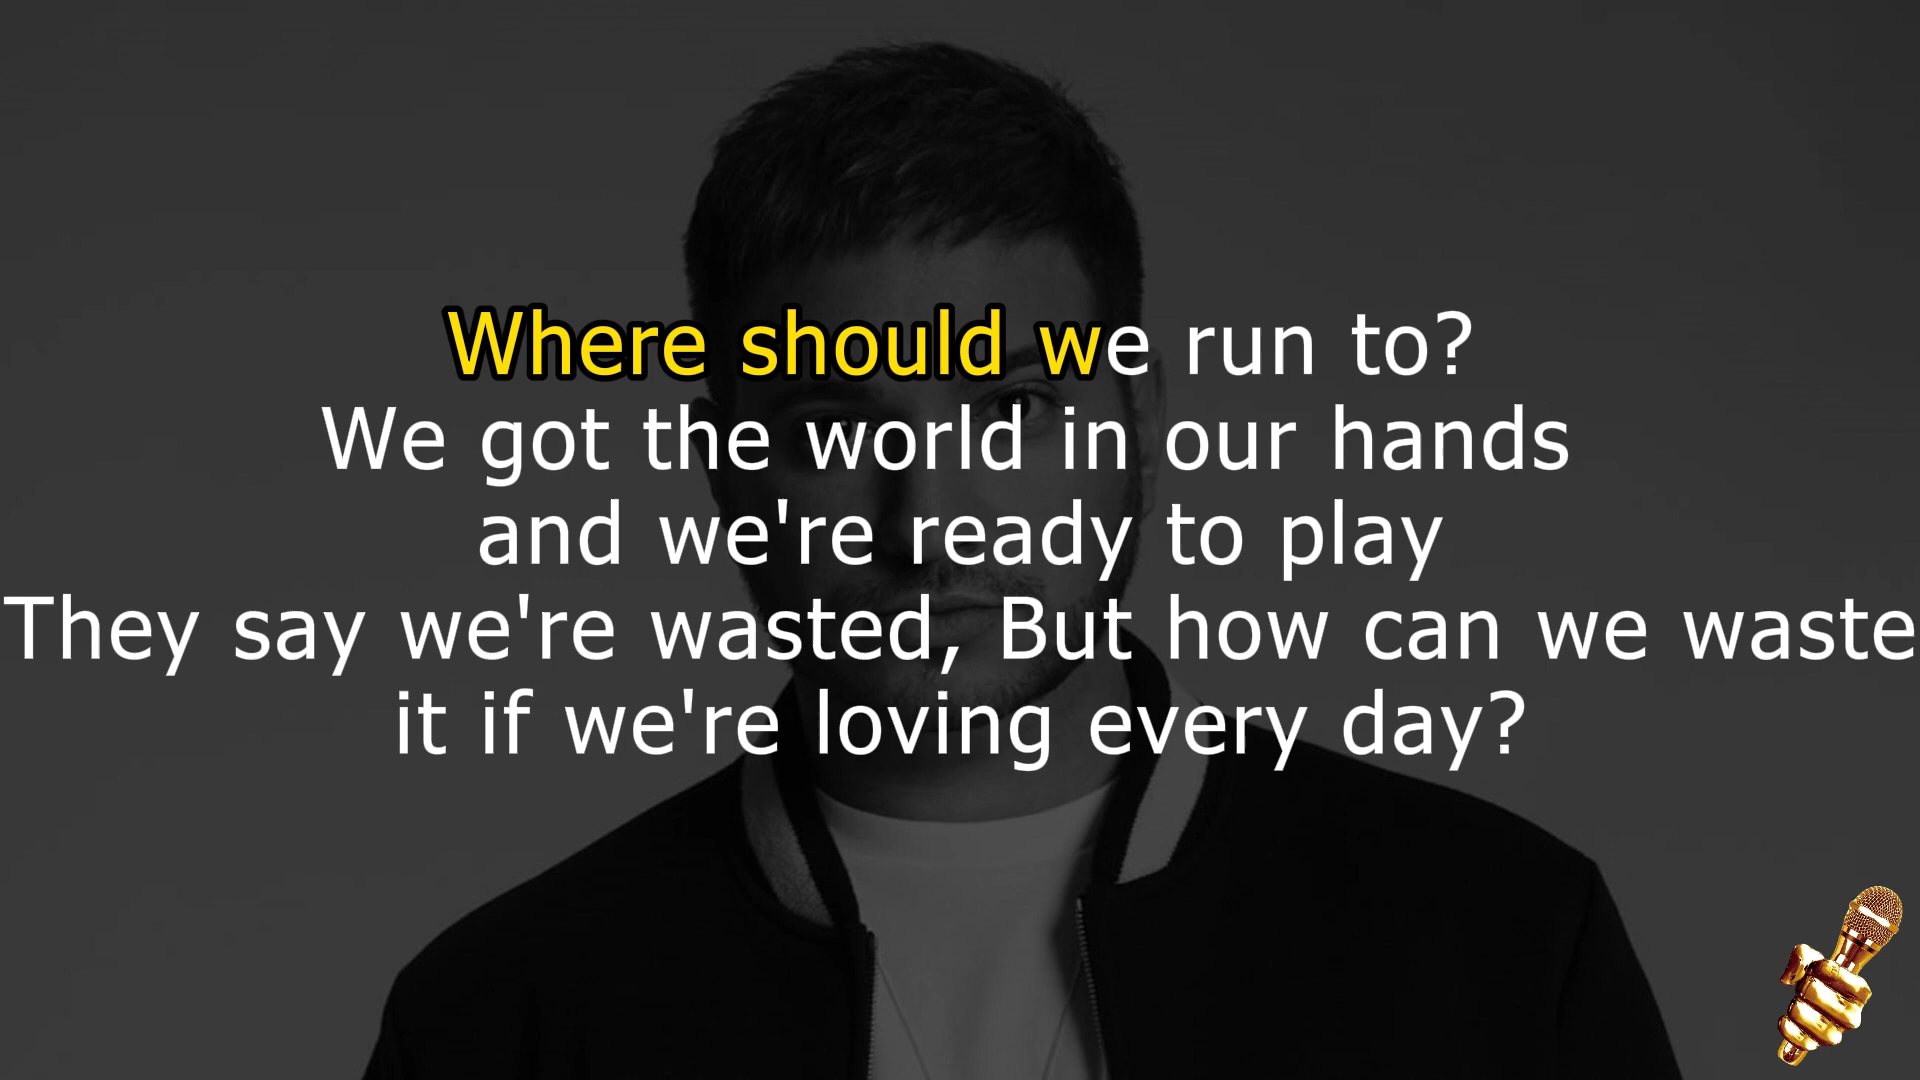 Where should we run to?
We got the world in our hands
and we're ready to play
They say we're wasted, But how can we waste
it if we're loving every day?